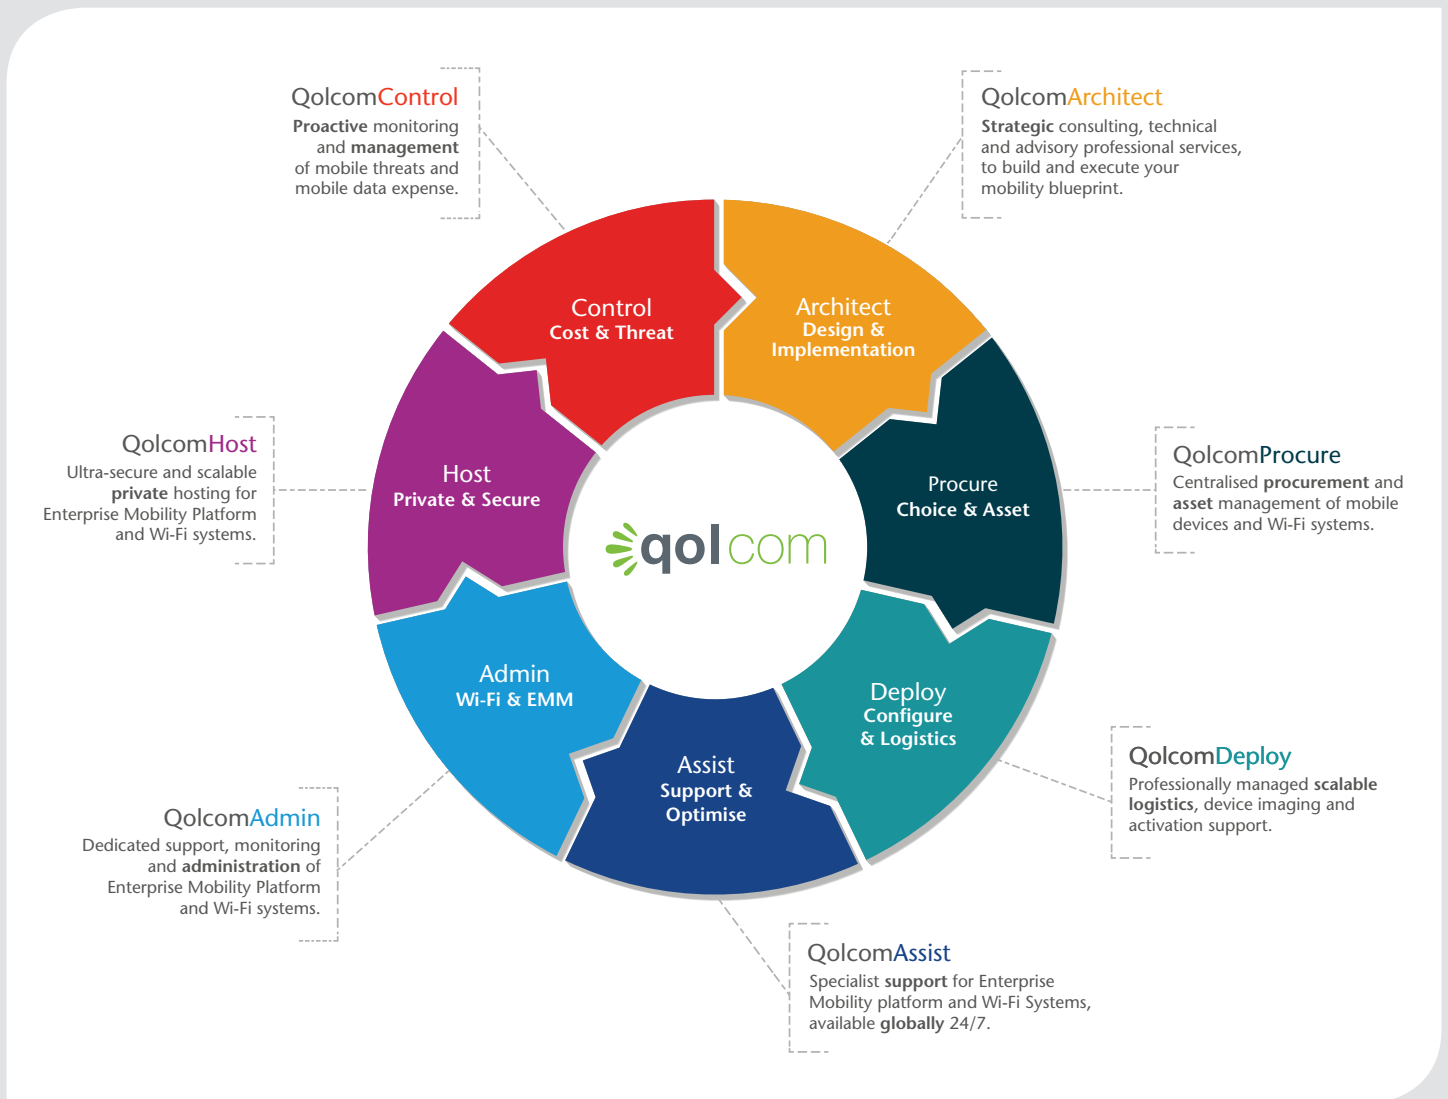 QolcomControl
Proactive monitoring
and management
of mobile threats and
mobile data expense.
QolcomArchitect
Strategic consulting, technical
and advisory professional services,
to build and execute your
mobility blueprint.
Control
Cost & Threat
Architect
Design &
Implementation
QolcomHost
Ultra-secure and scalable
private hosting for
Enterprise Mobility Platform
and Wi-Fi systems.
Host
Private & Secure
Procure
Choice & Asset
QolcomProcure
Centralised procurement and
asset management of mobile
devices and Wi-Fi systems.
qolcom
Admin
Wi-Fi & EMM
Deploy
Configure
& Logistics
Assist
Support &
Optimise
QolcomDeploy
Professionally managed scalable
logistics, device imaging and
activation support.
QolcomAdmin
Dedicated support, monitoring
and administration of
Enterprise Mobility Platform
and Wi-Fi systems.
QolcomAssist
Specialist support for Enterprise
Mobility platform and Wi-Fi Systems,
available globally 24/7.